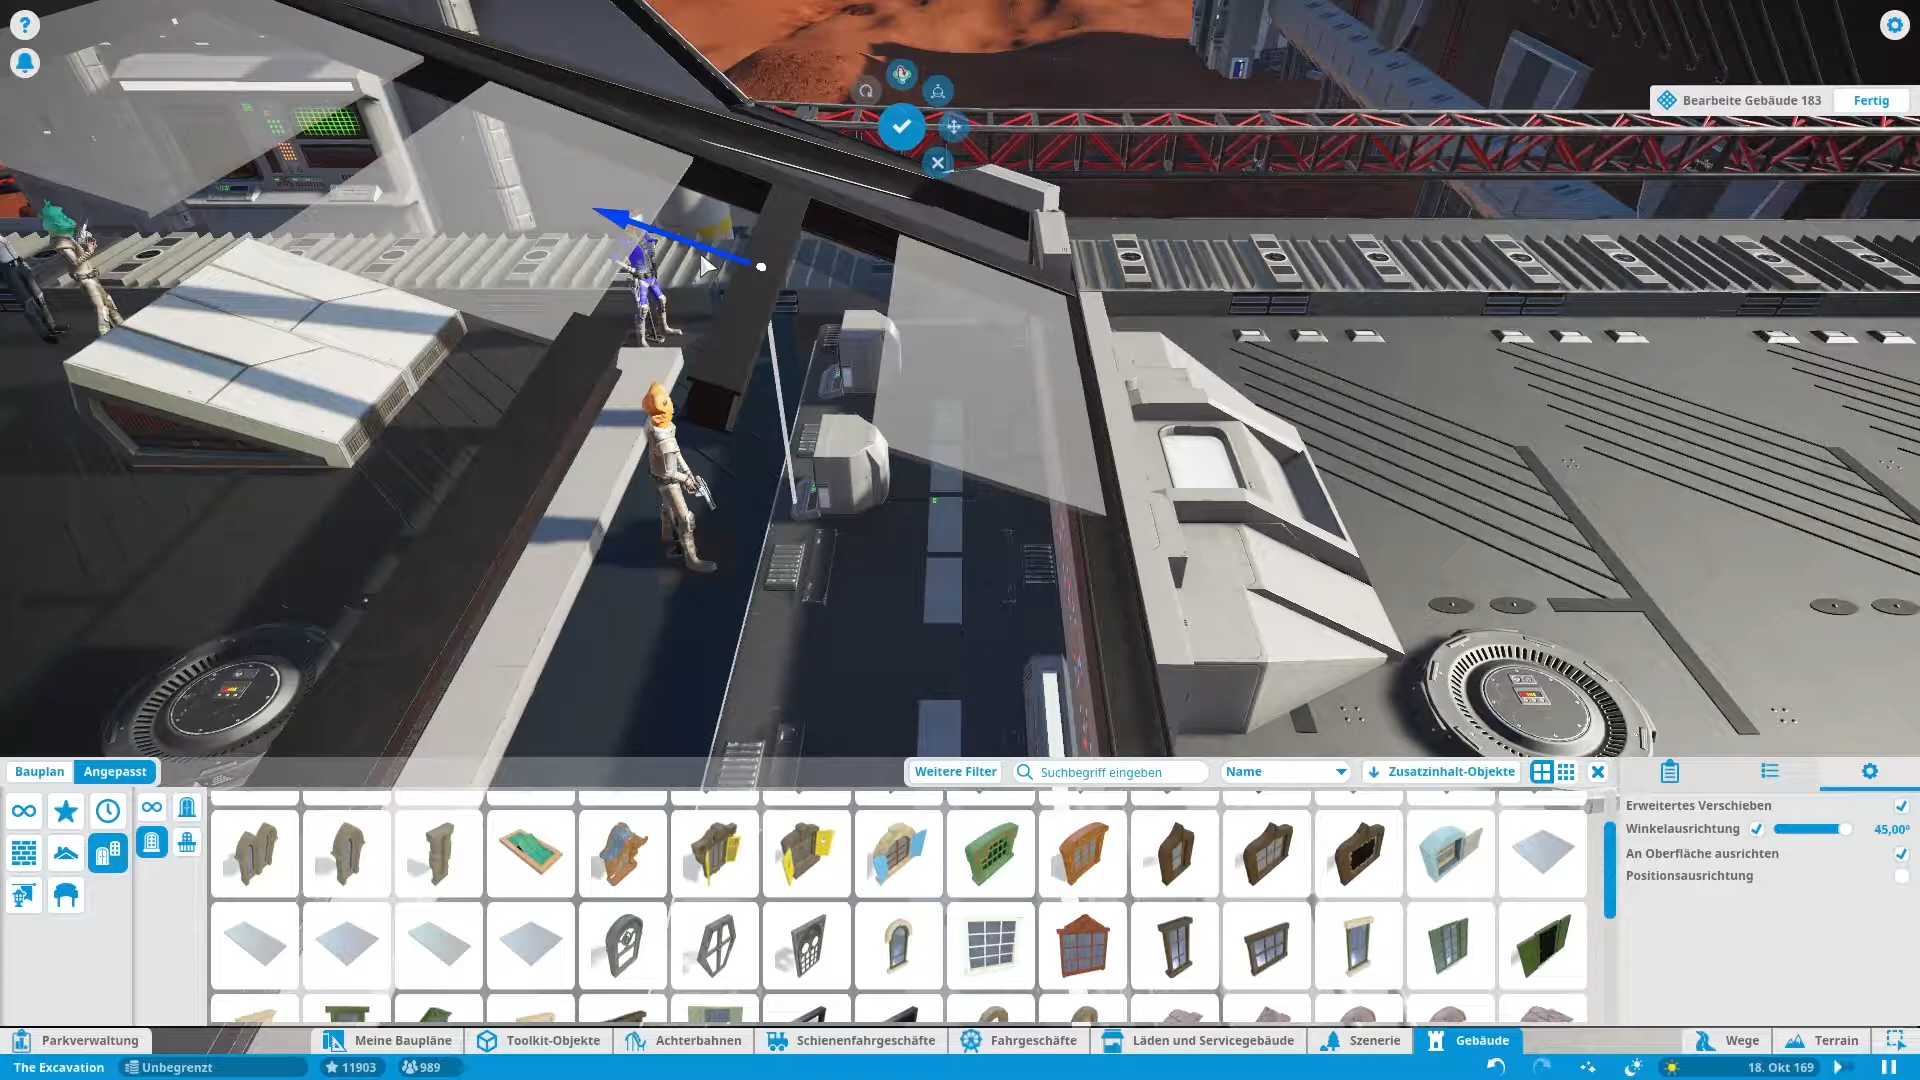 ?
Bearbeite Gebäude 183
Fertig
Bauplan
Angepasst
Weitere Filter
Suchbegriff eingeben
Name
Zusatzinhalt-Objekte
Erweitertes Verschieben
Winkelausrichtung
45,00°
An Oberfläche ausrichten
Positionsausrichtung
Parkverwaltung
Meine Baupläne
Toolkit-Objekte
Achterbahnen
Schienenfahrgeschäfte
Fahrgeschäfte
Läden und Servicegebäude
Szenerie
Gebäude
Wege
Terrain
The Excavation
Unbegrenzt
11903
989
18. Okt 169